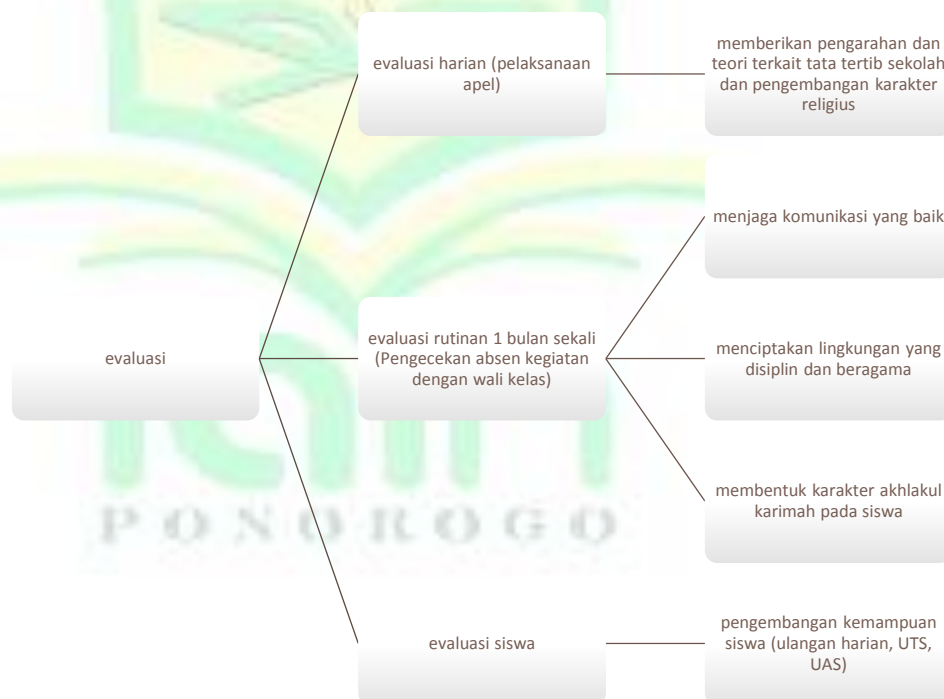 evaluasi
evaluasi harian (pelaksanaan
apel)
memberikan pengarahan dan
teori terkait tata tertib sekolah
dan pengembangan karakter
religius
evaluasi rutinan 1 bulan sekali
(Pengecekan absen kegiatan
dengan wali kelas)
menjaga komunikasi yang baik
menciptakan lingkungan yang
disiplin dan beragama
membentuk karakter akhlakul
karimah pada siswa
evaluasi siswa
pengembangan kemampuan
siswa (ulangan harian, UTS,
UAS)
PONOROGO